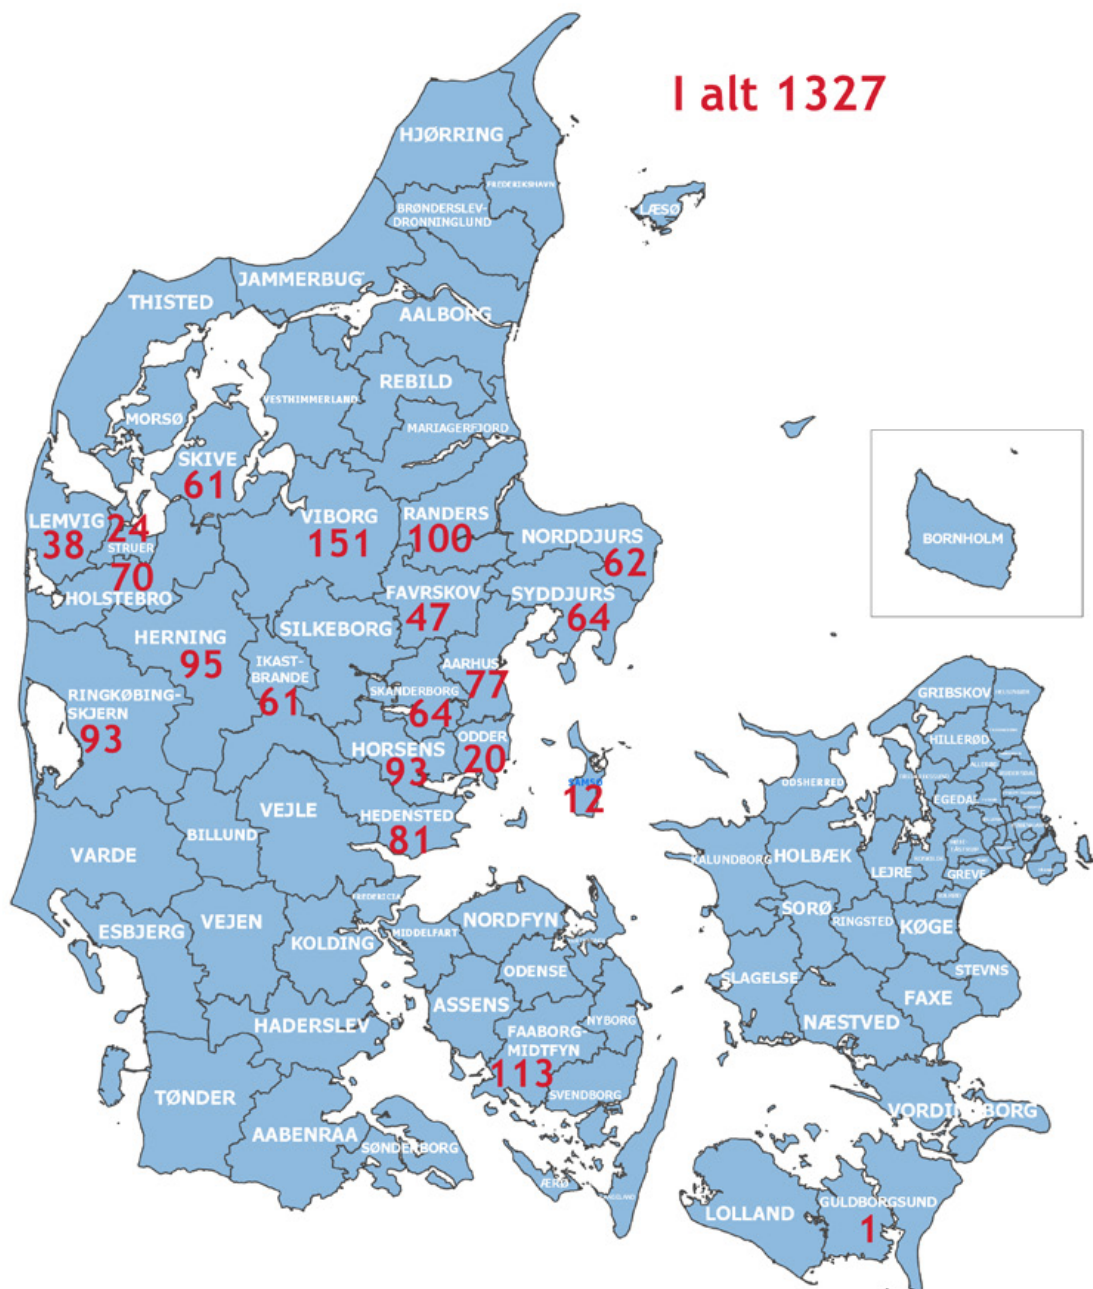 I alt 1327
HJØRRING
FREDERIKSHAVN
BRØNDERSLEV-
DRONNINGLUND
LÆSØ
JAMMERBUG
THISTED
AALBORG
REBILD
VESTHIMMERLAND
MORSØ
MARIAGERFJORD
SKIVE
61
LEMVIG
38
24
STRUER
70
HOLSTEBRO
VIBORG
151
RANDERS
100
NORDDJURS
62
SYDDJURS
64
FAVRSKOV
47
SILKEBORG
HERNING
95
IKAST-
BRANDE
61
AARHUS
77
SKANDERBORG
64
RINGKØBING-
SKJERN
93
HORSENS
93
ODDER
20
SAMSØ
12
HEDENSTED
81
VEJLE
BILLUND
VARDE
BORNHOLM
GRIBSKOV
HILLERØD
ODSHERRED
EGEDAL
KALUNDBORG
HOLBÆK
LEJRE
GREVE
SORØ
RINGSTED
KØGE
STEVNS
SLAGELSE
FAXE
NÆSTVED
VORDINGBORG
FREDERICIA
ESBJERG
VEJEN
KOLDING
MIDDELFART
NORDFYN
ODENSE
ASSENS
NYBORG
FAABORG-
MIDTFYN
113
SVENDBORG
HADERSLEV
TØNDER
AABENRAA
SØNDERBORG
ÆRØ
LANGELAND
LOLLAND
GULDBORGSUND
1